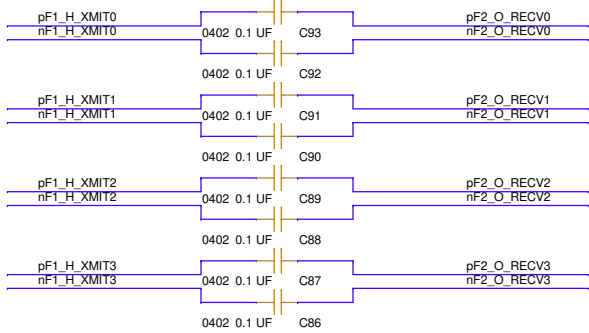 pF1_H_XMIT0 pF2_O_RECV0
nF1_H_XMIT0 0402 0.1 UF C93 nF2_O_RECV0
0402 0.1 UF C92
pF1_H_XMIT1 pF2_O_RECV1
nF1_H_XMIT1 0402 0.1 UF C91 nF2_O_RECV1
0402 0.1 UF C90
pF1_H_XMIT2 pF2_O_RECV2
nF1_H_XMIT2 0402 0.1 UF C89 nF2_O_RECV2
0402 0.1 UF C88
pF1_H_XMIT3 pF2_O_RECV3
nF1_H_XMIT3 0402 0.1 UF C87 nF2_O_RECV3
0402 0.1 UF C86